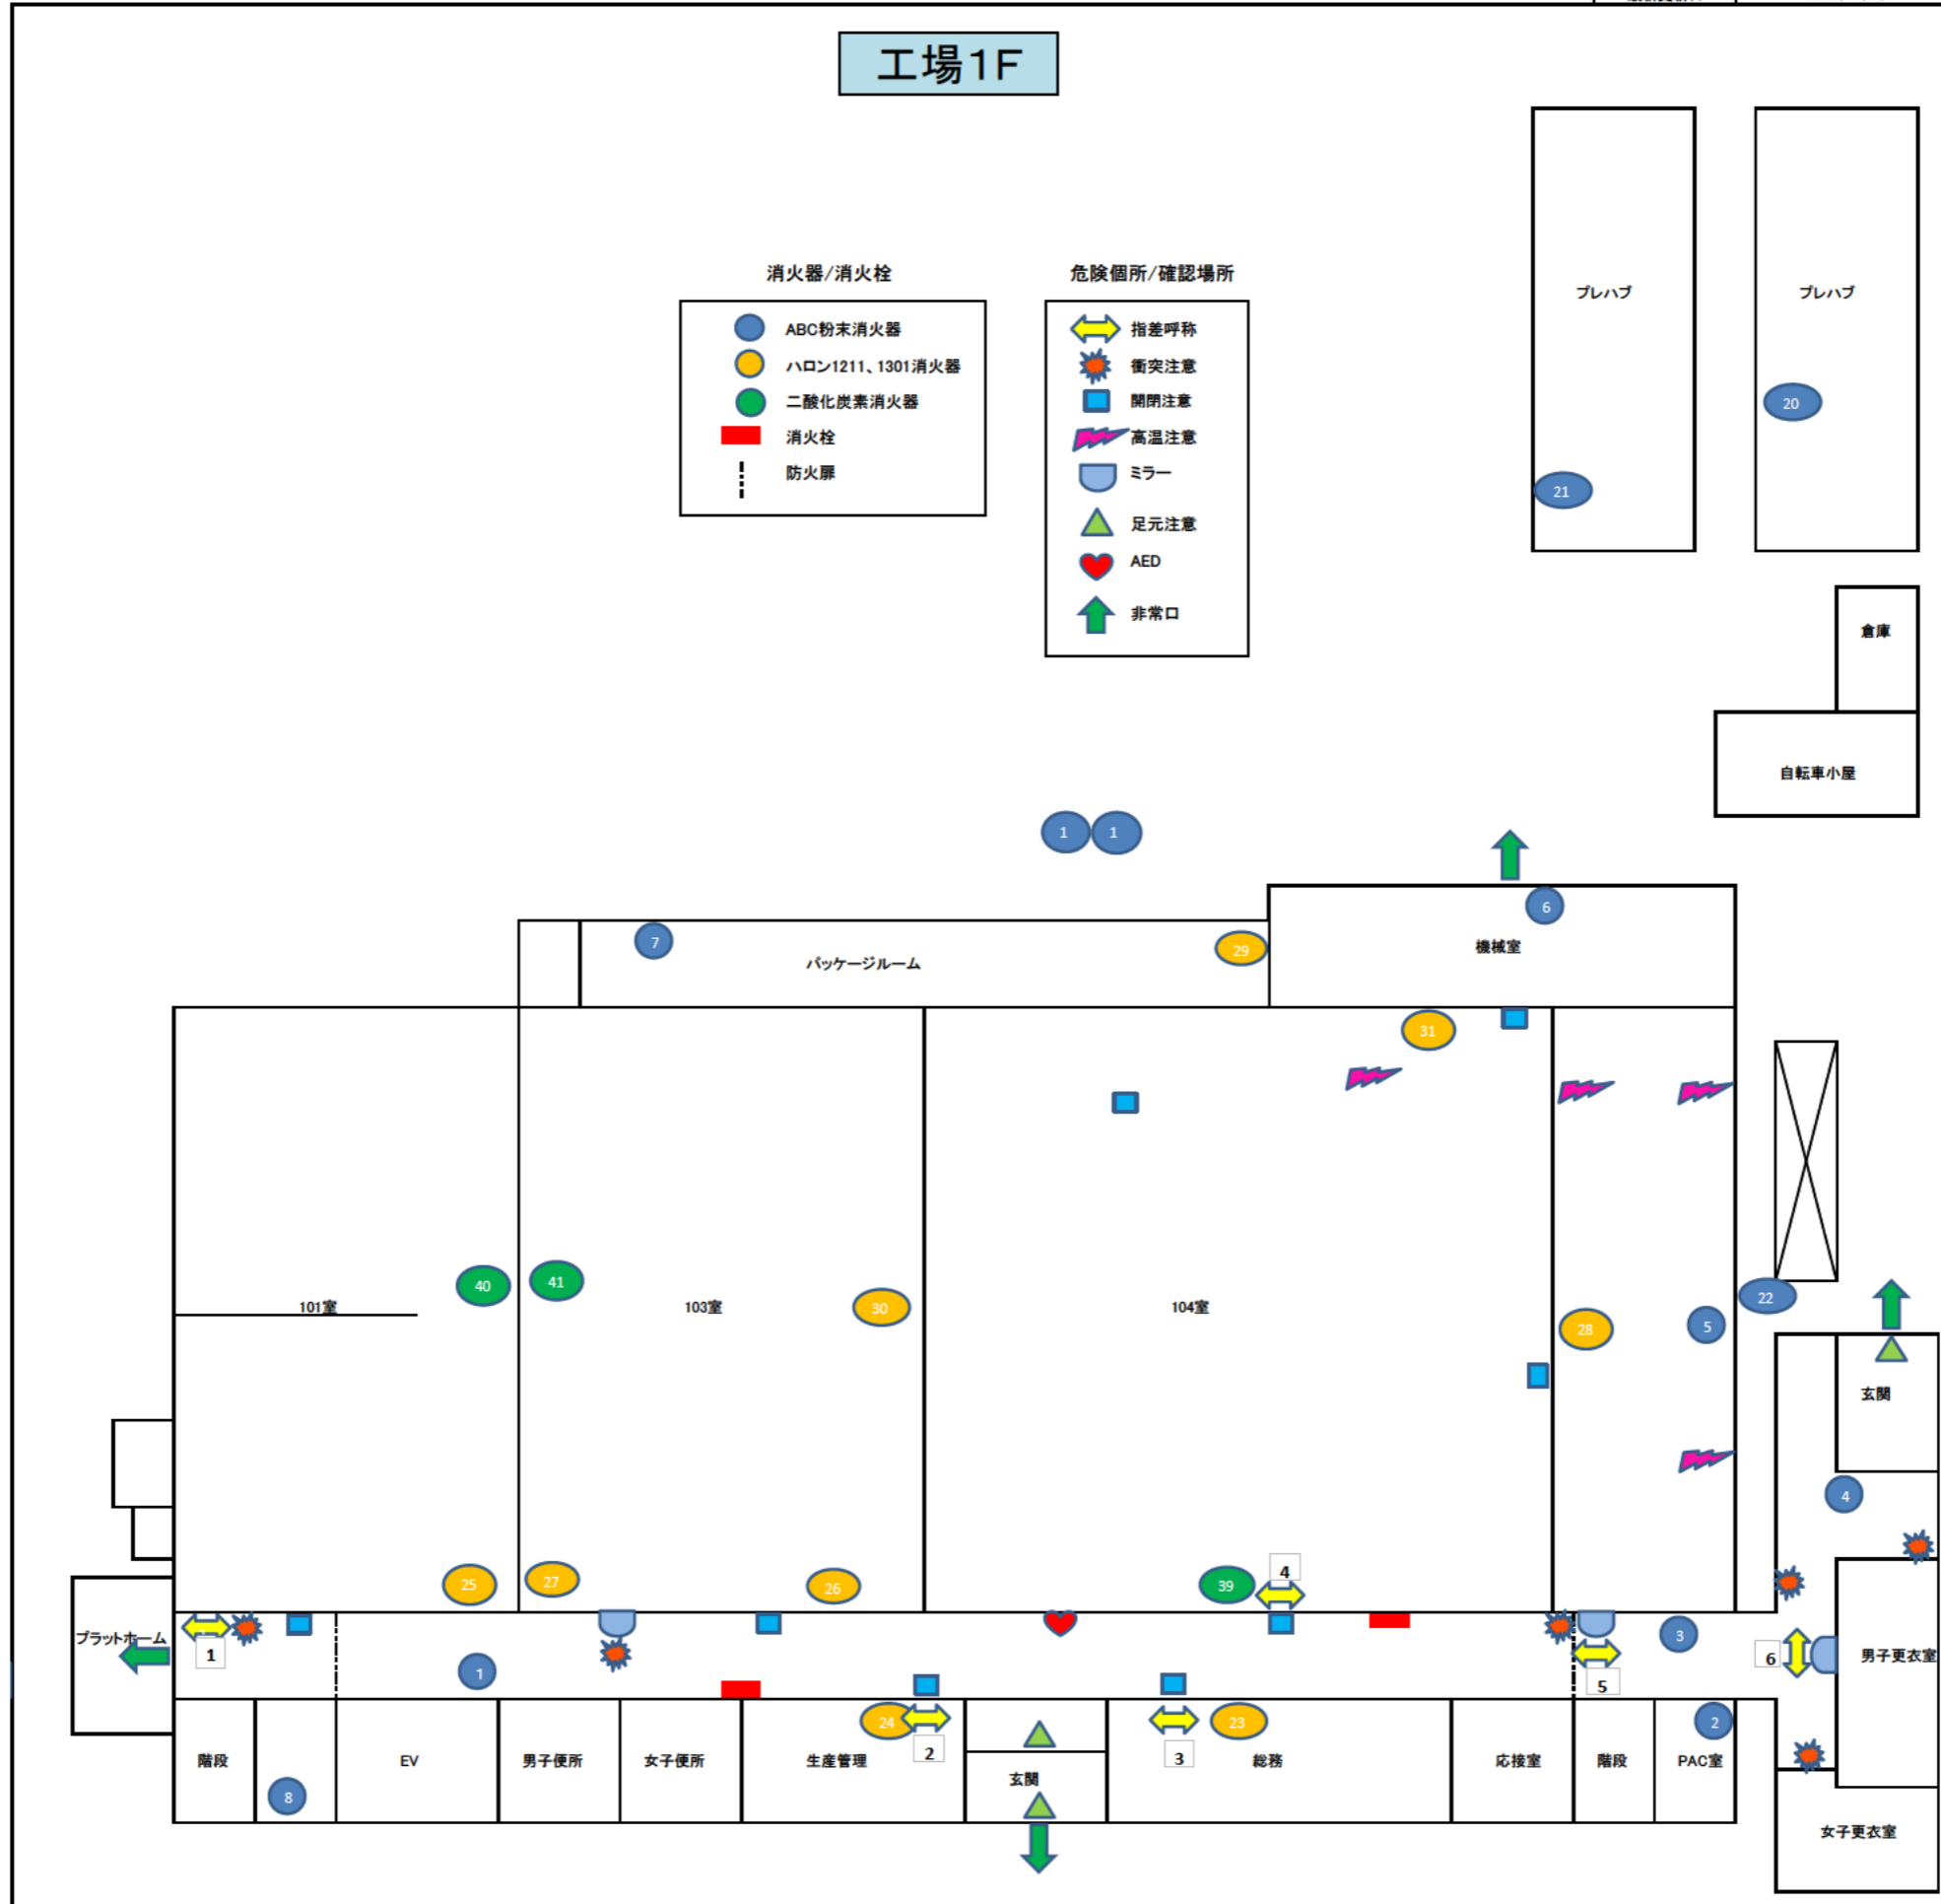 工場1F
消火器/消火栓
ABC粉末消火器
ハロン1211、1301消火器
二酸化炭素消火器
消火栓
防火扉
危険個所/確認場所
指差呼称
衝突注意
開閉注意
高温注意
ミラー
足元注意
AED
非常口
プレハブ
プレハブ
20
21
倉庫
自転車小屋
1
1
6
7
パッケージルーム
29
機械室
31
40
41
101室
103室
30
104室
28
5
22
玄関
4
25
27
26
39
4
プラットホーム
1
1
3
5
6
男子更衣室
24
2
3
23
2
階段
EV
男子便所
女子便所
生産管理
玄関
総務
応接室
階段
PAC室
8
女子更衣室